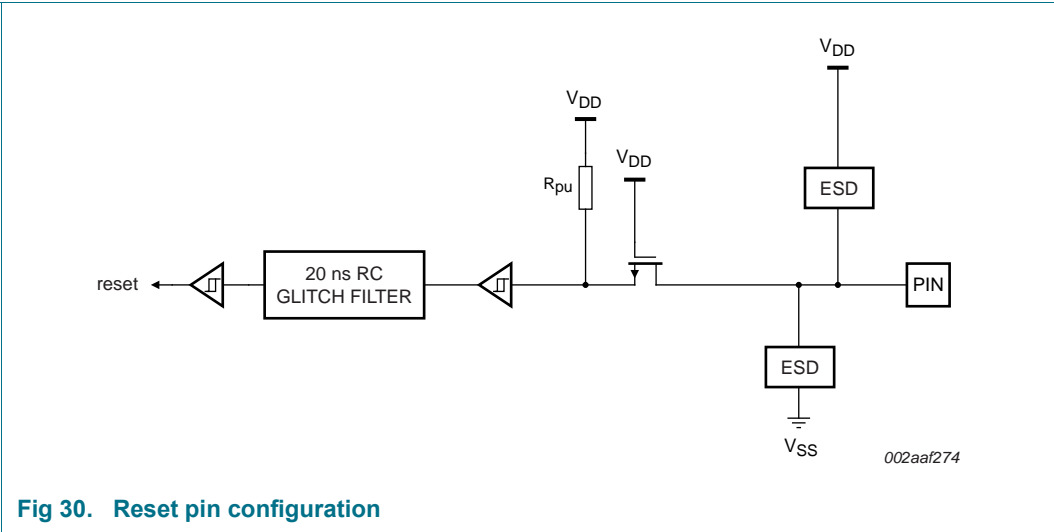 VDD
VDD
VDD
Rpu
ESD
reset
20 ns RC
GLITCH FILTER
PIN
ESD
VSS
002aaf274
Fig 30. Reset pin configuration